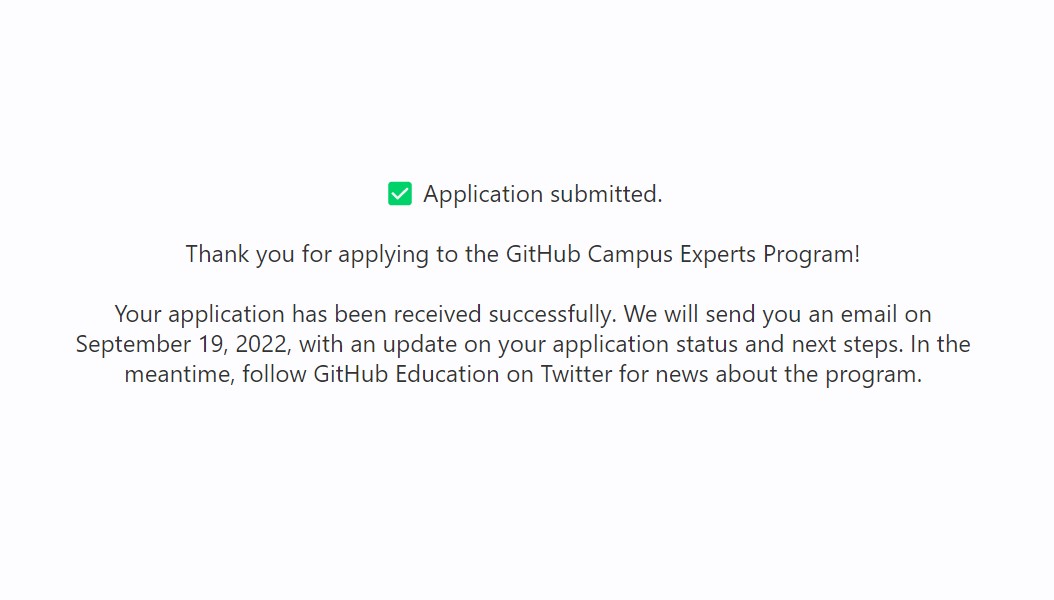 ✅ Application submitted.
Thank you for applying to the GitHub Campus Experts Program!
Your application has been received successfully. We will send you an email on
September 19, 2022, with an update on your application status and next steps. In the
meantime, follow GitHub Education on Twitter for news about the program.